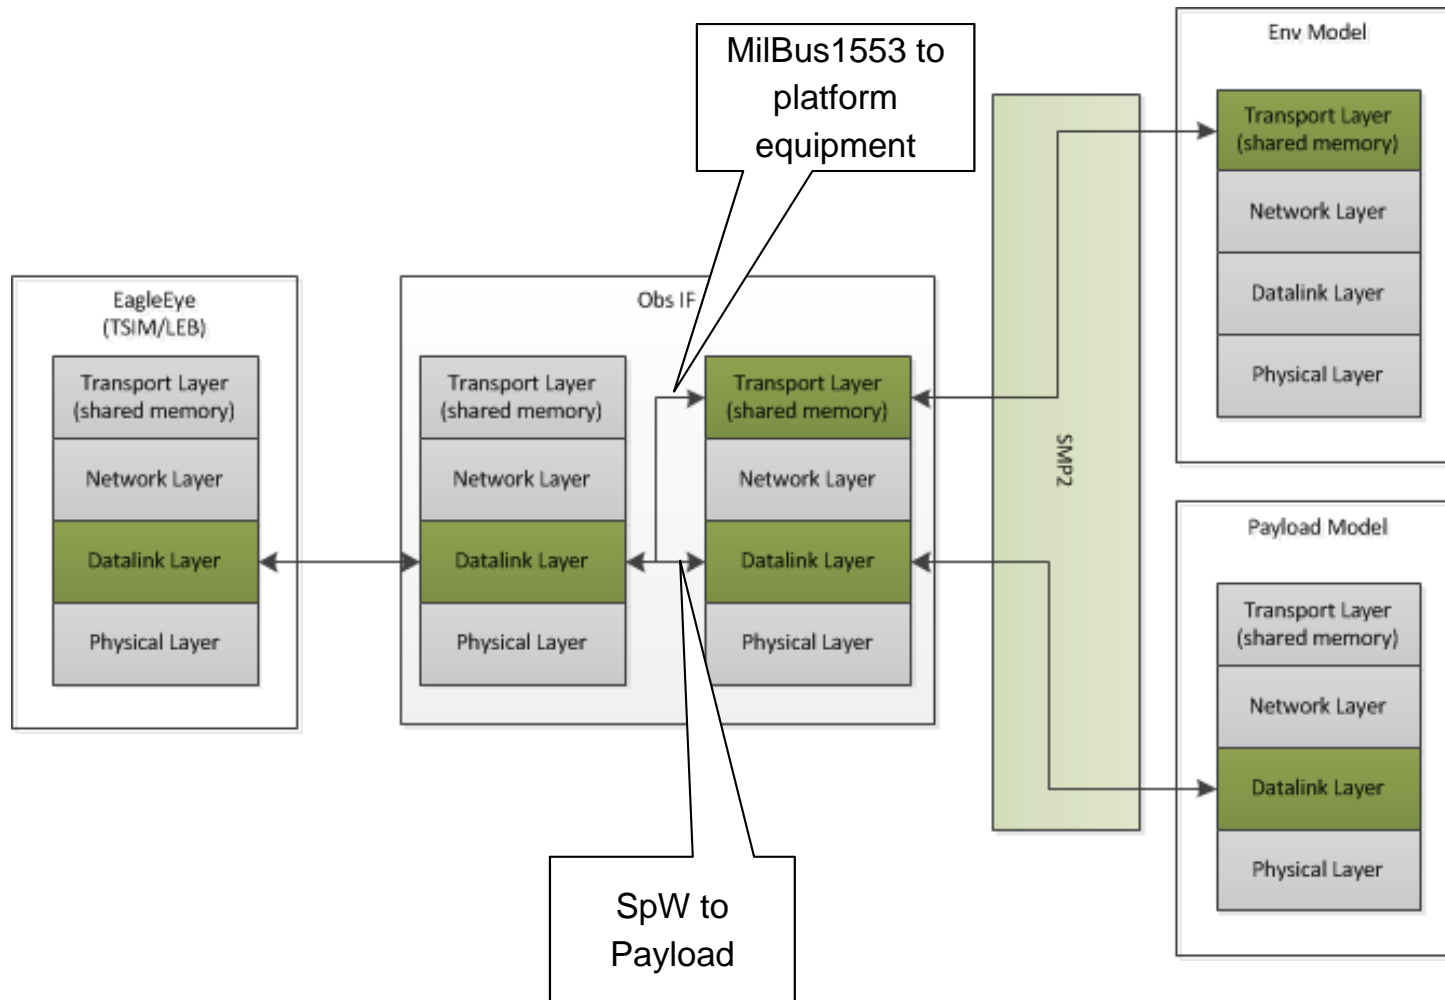 MilBus1553 to
platform
equipment
Env Model
Transport Layer
(shared memory)
Network Layer
Datalink Layer
Physical Layer
EagleEye
(TSIM/LEB)
Transport Layer
(shared memory)
Network Layer
Datalink Layer
Physical Layer
Obs IF
Transport Layer
(shared memory)
Network Layer
Datalink Layer
Physical Layer
Transport Layer
(shared memory)
Network Layer
Datalink Layer
Physical Layer
SMP2
Payload Model
Transport Layer
(shared memory)
Network Layer
Datalink Layer
Physical Layer
SpW to
Payload